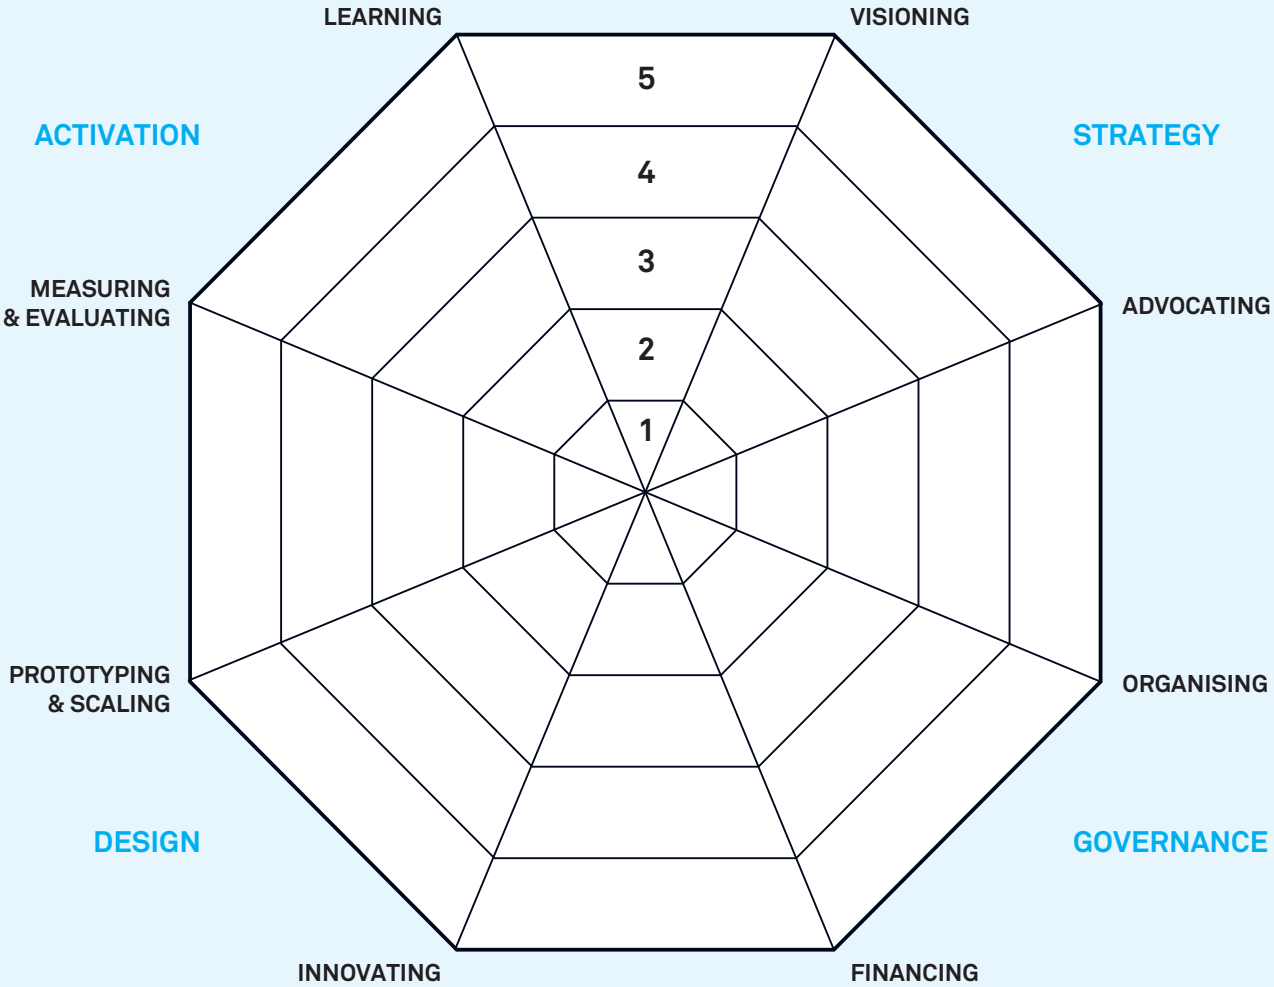 LEARNING
VISIONING
5
ACTIVATION
STRATEGY
4
3
MEASURING
& EVALUATING
ADVOCATING
2
1
PROTOTYPING
& SCALING
ORGANISING
DESIGN
GOVERNANCE
INNOVATING
FINANCING